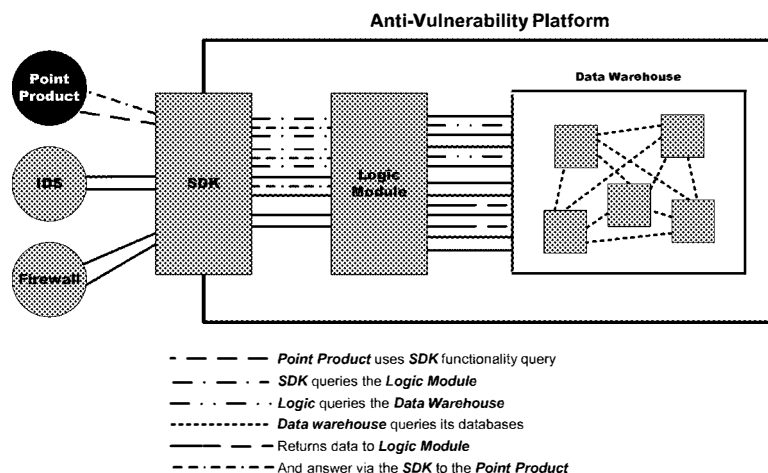 Anti-Vulnerability Platform
Point
Product
Data Warehouse
IDS
SDK
Logic
Module
Firewall
Point Product uses SDK functionality query
SDK queries the Logic Module
Logic queries the Data Warehouse
Data warehouse queries its databases
Returns data to Logic Module
And answer via the SDK to the Point Product